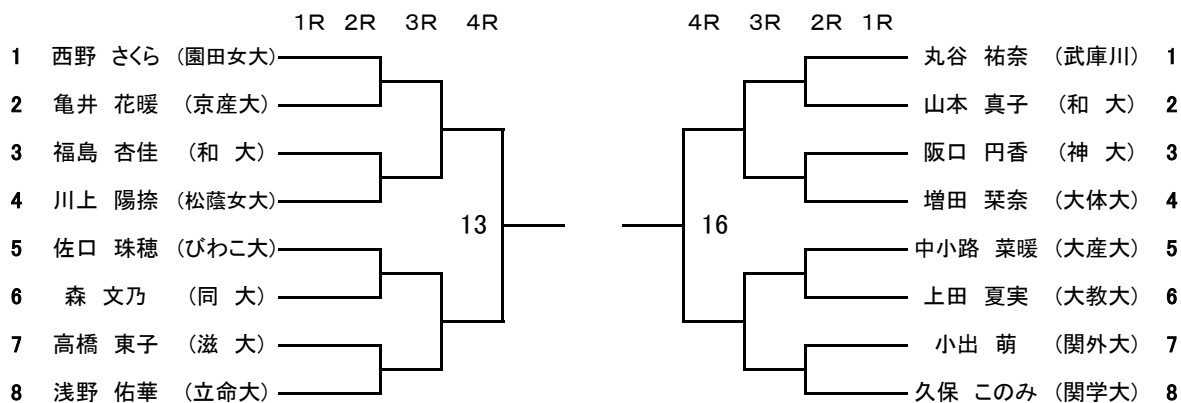 1R 2R 3R 4R
1 西野 さくら (園田女大)
2 亀井 花暖 (京産大)
3 福島 杏佳 (和 大)
4 川上 陽捺 (松蔭女大)
13
5 佐口 珠穂 (びわこ大)
6 森 文乃 (同 大)
7 高橋 東子 (滋 大)
8 浅野 佑華 (立命大)
4R 3R 2R 1R
丸谷 祐奈 (武庫川) 1
山本 真子 (和 大) 2
阪口 円香 (神 大) 3
増田 栞奈 (大体大) 4
16
中小路 菜暖 (大産大) 5
上田 夏実 (大教大) 6
小出 萌 (関外大) 7
久保 このみ (関学大) 8